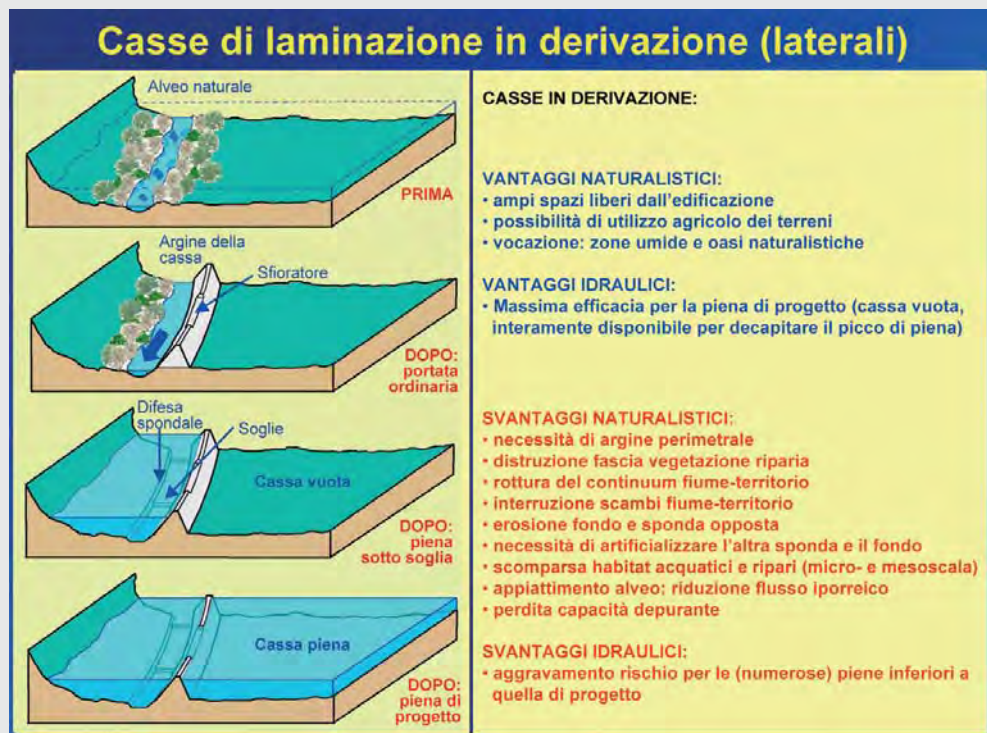 Casse di laminazione in derivazione (laterali)
Alveo naturale
PRIMA
Argine della
cassa
Sfioratore
DOPO:
portata
ordinaria
Difesa
spondale
Soglie
Cassa vuota
DOPO:
piena
sotto soglia
Cassa piena
DOPO:
piena di
progetto
CASSE IN DERIVAZIONE:
VANTAGGI NATURALISTICI:
• ampi spazi liberi dall'edificazione
• possibilità di utilizzo agricolo dei terreni
• vocazione: zone umide e oasi naturalistiche
VANTAGGI IDRAULICI:
• Massima efficacia per la piena di progetto (cassa vuota,
interamente disponibile per decapitare il picco di piena)
SVANTAGGI NATURALISTICI:
• necessità di argine perimetrale
• distruzione fascia vegetazione riparia
• rottura del continuum fiume-territorio
• interruzione scambi fiume-territorio
• erosione fondo e sponda opposta
• necessità di artificializzare l'altra sponda e il fondo
• scomparsa habitat acquatici e ripari (micro- e mesoscala)
• appiattimento alveo: riduzione flusso iporreico
• perdita capacità depurante
SVANTAGGI IDRAULICI:
• aggravamento rischio per le (numerose) piene inferiori a
quella di progetto